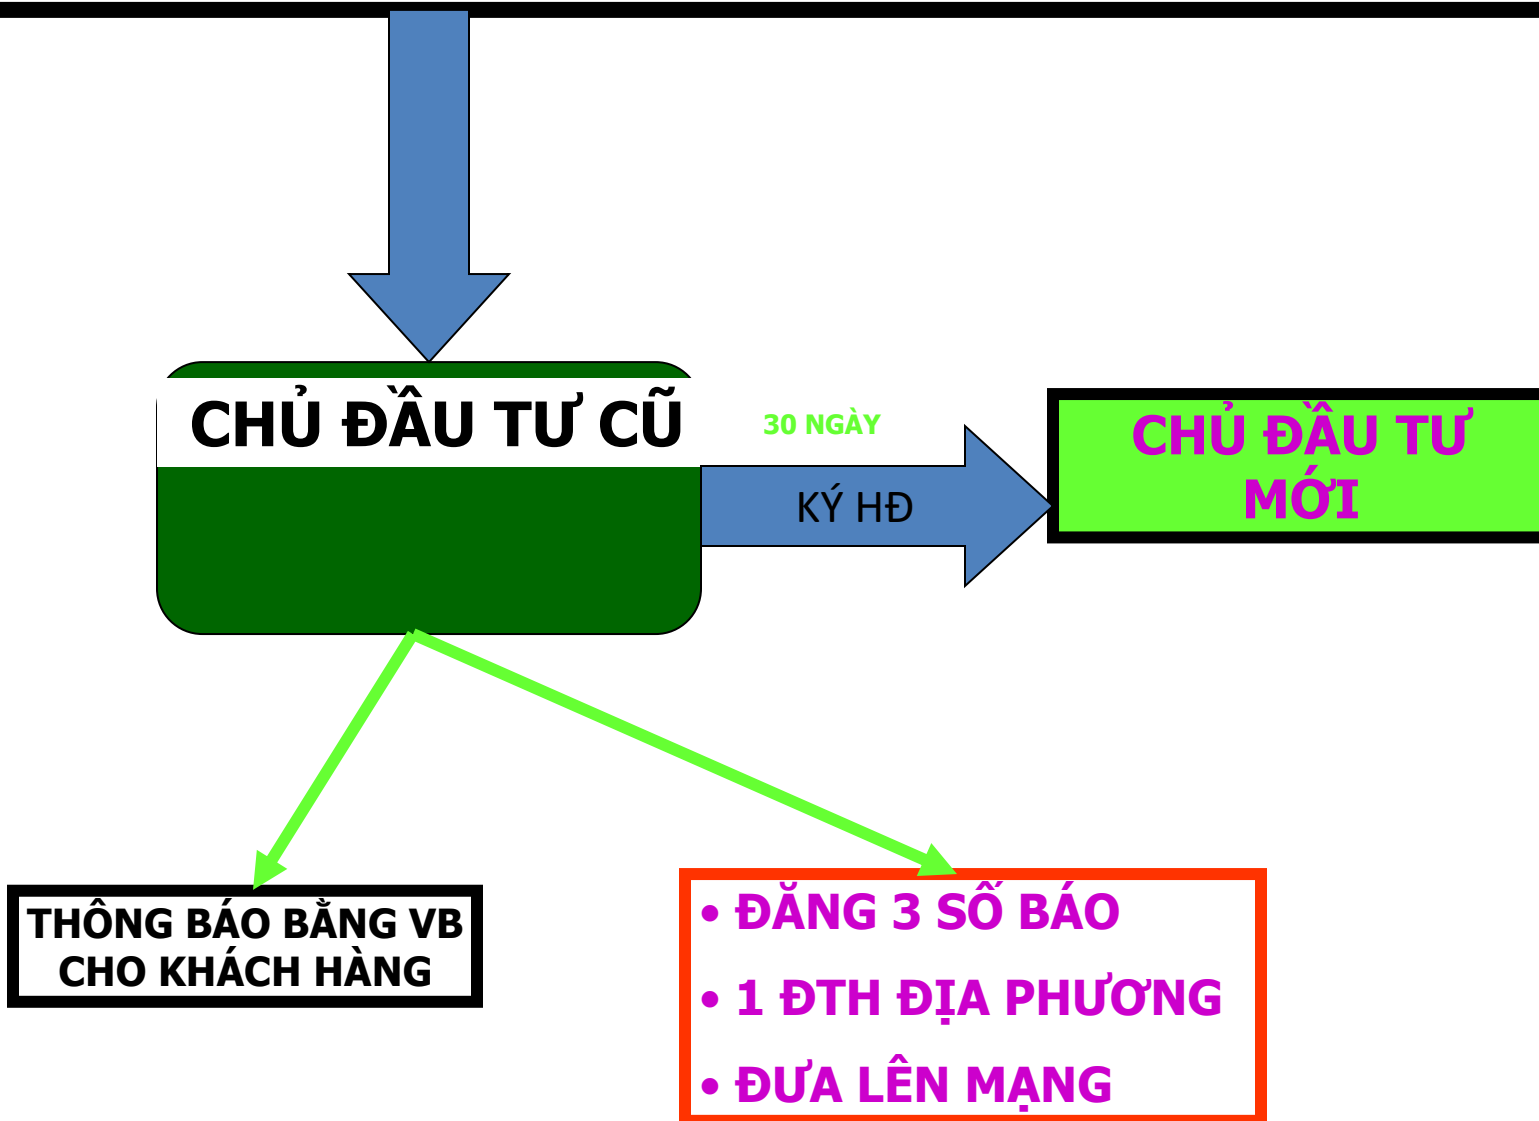 CHỦ ĐẦU TƯ CŨ
30 NGÀY
KÝ HĐ
CHỦ ĐẦU TƯ
MỚI
THÔNG BÁO BẰNG VB
CHO KHÁCH HÀNG
• ĐĂNG 3 SỐ BÁO
• 1 ĐTH ĐỊA PHƯƠNG
• ĐƯA LÊN MẠNG